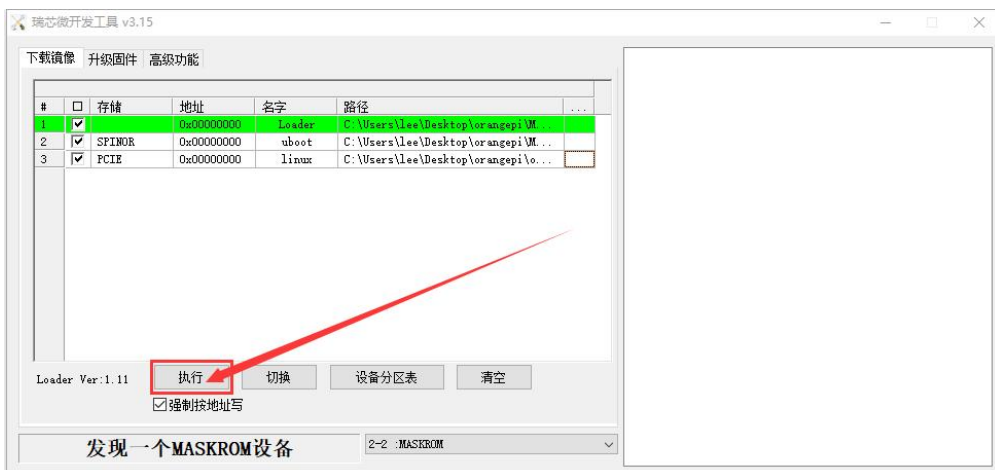 瑞芯微开发工具 v3.15
下载镜像 升级固件 高级功能
# 存储 地址 名字 路径 ...
1 0x00000000 Loader C:\Users\lee\Desktop\orangepi\M...
2 SPINOR 0x00000000 uboot C:\Users\lee\Desktop\orangepi\M...
3 PCIE 0x00000000 linux C:\Users\lee\Desktop\orangepi\o...
Loader Ver:1.11 执行 切换 设备分区表 清空
强制按地址写
发现一个MASKROM设备 2-2 :MASKROM